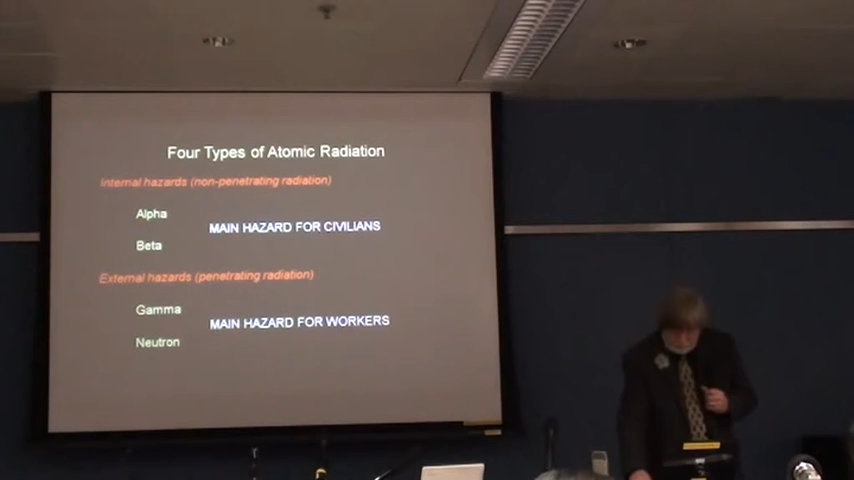 Four Types of Atomic Radiation
Internal hazards (non-penetrating radiation)
Alpha
MAIN HAZARD FOR CIVILIANS
Beta
External hazards (penetrating radiation)
Gamma
MAIN HAZARD FOR WORKERS
Neutron